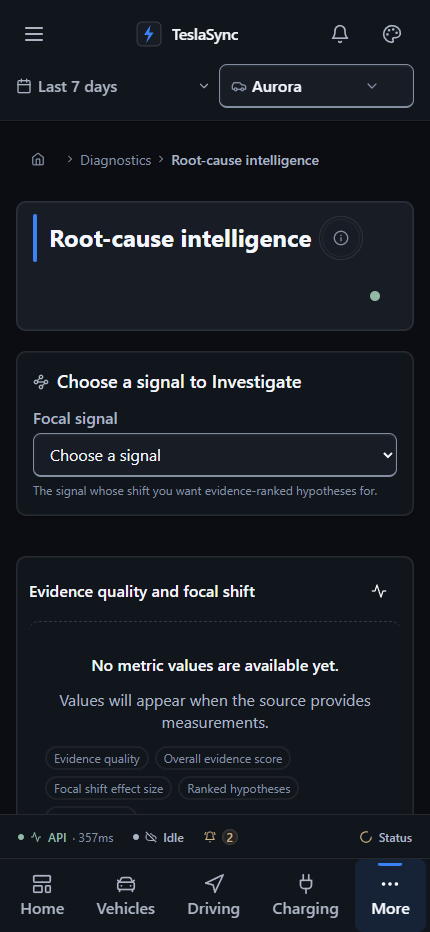 TeslaSync
Last 7 days
Aurora
Diagnostics
Root-cause intelligence
Root-cause intelligence
Choose a signal to Investigate
Focal signal
Choose a signal
The signal whose shift you want evidence-ranked hypotheses for.
Evidence quality and focal shift
No metric values are available yet.
Values will appear when the source provides
measurements.
Evidence quality
Overall evidence score
Focal shift effect size
Ranked hypotheses
API · 357ms
Idle
2
Status
Home
Vehicles
Driving
Charging
More